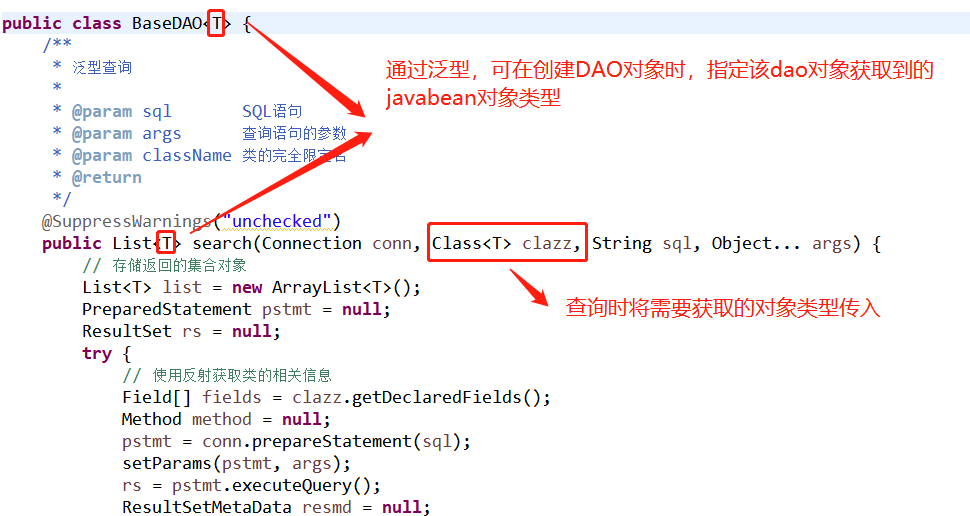 public class BaseDAO<T> {
/**
* 泛型查询
*
* @param sql SQL语句
* @param args 查询语句的参数
* @param className 类的完全限定名
* @return
*/
通过泛型，可在创建DAO对象时，指定该dao对象获取到的
javabean对象类型
@SuppressWarnings("unchecked")
public List<T> search(Connection conn, Class<T> clazz, String sql, Object... args) {
// 存储返回的集合对象
List<T> list = new ArrayList<T>();
PreparedStatement pstmt = null;
ResultSet rs = null;
查询时将需要获取的对象类型传入
try {
// 使用反射获取类的相关信息
Field[] fields = clazz.getDeclaredFields();
Method method = null;
pstmt = conn.prepareStatement(sql);
setParams(pstmt, args);
rs = pstmt.executeQuery();
ResultSetMetaData resmd = null;